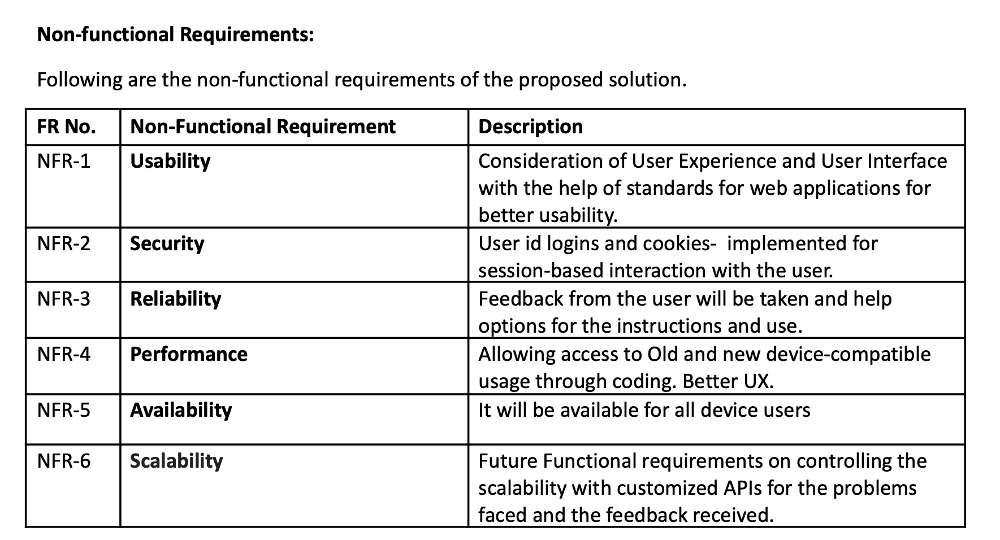 Non-functional Requirements:
Following are the non-functional requirements of the proposed solution.
FR No. Non-Functional Requirement Description
NFR-1 Usability Consideration of User Experience and User Interface
with the help of standards for web applications for
better usability.
NFR-2 Security User id logins and cookies-  implemented for
session-based interaction with the user.
NFR-3 Reliability Feedback from the user will be taken and help
options for the instructions and use.
NFR-4 Performance Allowing access to Old and new device-compatible
usage through coding. Better UX.
NFR-5 Availability It will be available for all device users
NFR-6 Scalability Future Functional requirements on controlling the
scalability with customized APIs for the problems
faced and the feedback received.